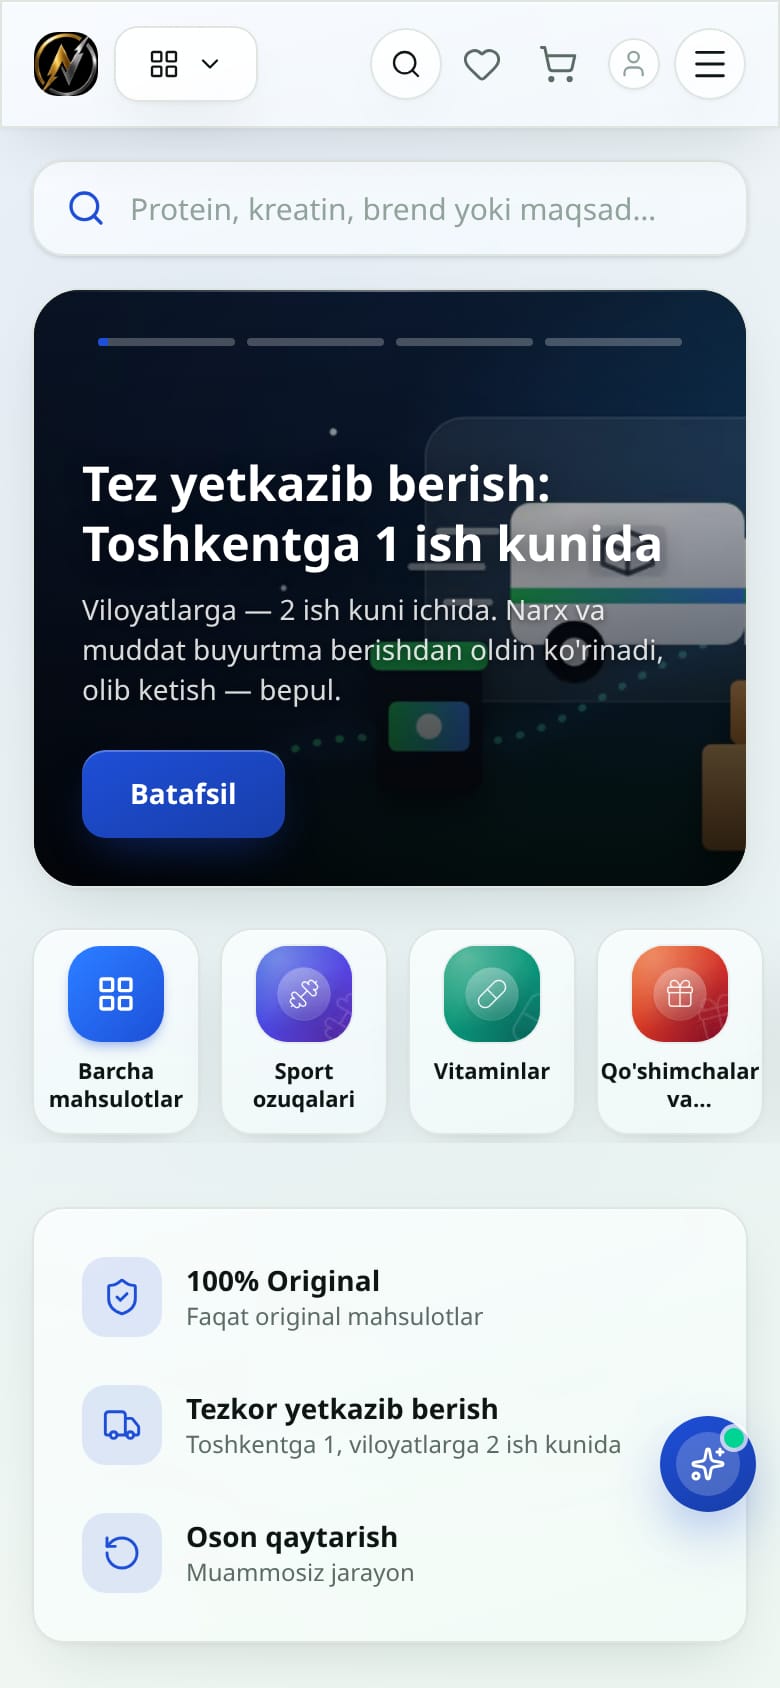 Protein, kreatin, brend yoki maqsad...
Tez yetkazib berish:
Toshkentga 1 ish kunida
Viloyatlarga — 2 ish kuni ichida. Narx va
muddat buyurtma berishdan oldin ko'rinadi,
olib ketish — bepul.
Batafsil
Barcha
mahsulotlar
Sport
ozuqalari
Vitaminlar
Qo'shimchalar
va...
100% Original
Faqat original mahsulotlar
Tezkor yetkazib berish
Toshkentga 1, viloyatlarga 2 ish kunida
Oson qaytarish
Muammosiz jarayon